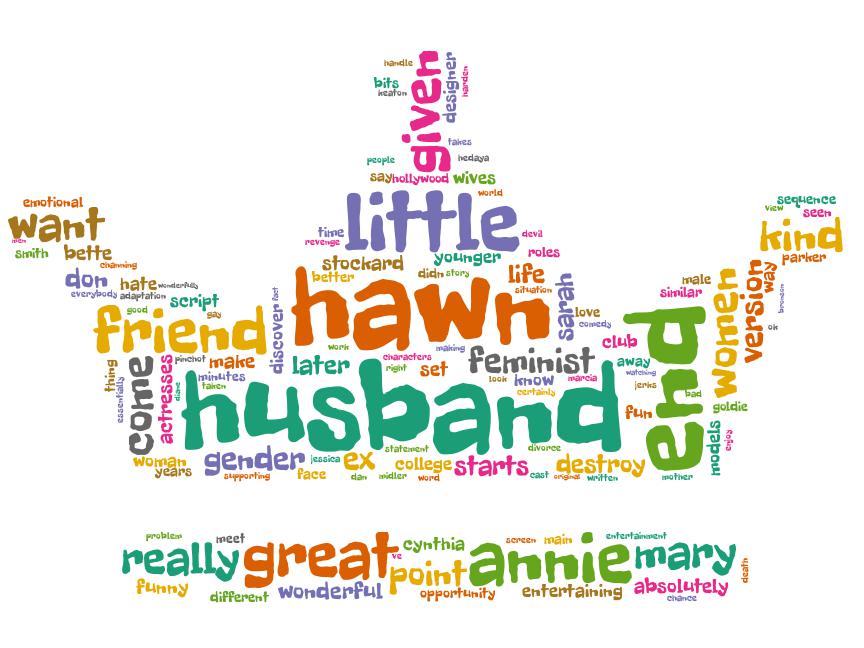 handle
bits
keaton
given
designer
harden
takes
people
hedaya
say
hollywood
wives
world
emotional
want
men
smith
bette
channing
little
time
revenge
devil
roles
younger
sequence
view
seen
kind
parker
don
hate
wonderfully
everybody
adaptation
script
good
gay
friend
stockard
better
didn
story
life
situation
hawn
discover
fact
sarah
love
comedy
male
similar
women
version
way
bronson
ok
thing
essentially
come
actresses
pinchot
diane
make
minutes
taken
later
work
characters
making
right
set
feminist
look
know
marcia
certainly
club
away
watching
jerks
fun
end
bad
goldie
models
enjoy
husband
woman
years
gender
supporting
jessica
face
ex
dan
midler
statement
college
word
starts
divorce
cast
original
destroy
written
mother
problem
meet
really
great
ve
cynthia
point
screen
main
annie
entertainment
mary
death
funny
different
wonderful
opportunity
entertaining
absolutely
chance